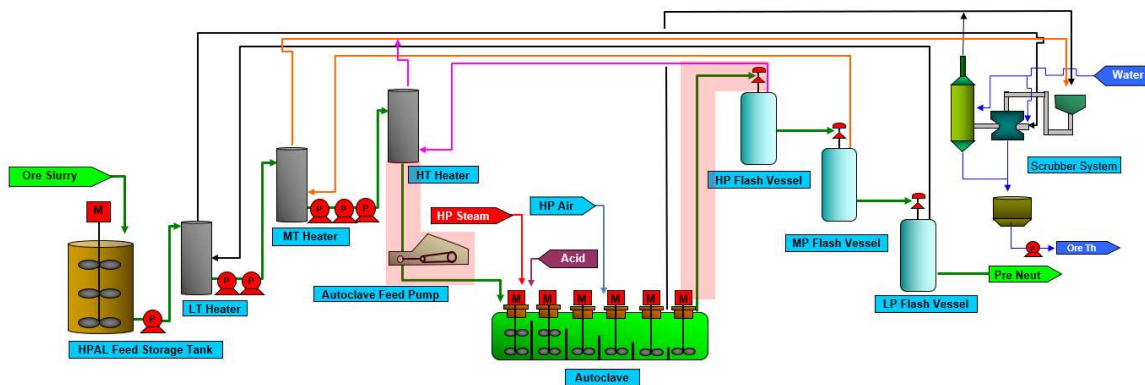 Water
Scrubber System
Ore Slurry
HT Heater
HP Flash Vessel
M
HP Steam
HP Air
P
P
P
MT Heater
MP Flash Vessel
P
Ore Th
Acid
Pre Neut
P
P
Autoclave Feed Pump
M
M
M
M
M
M
LT Heater
LP Flash Vessel
P
HPAL Feed Storage Tank
Autoclave